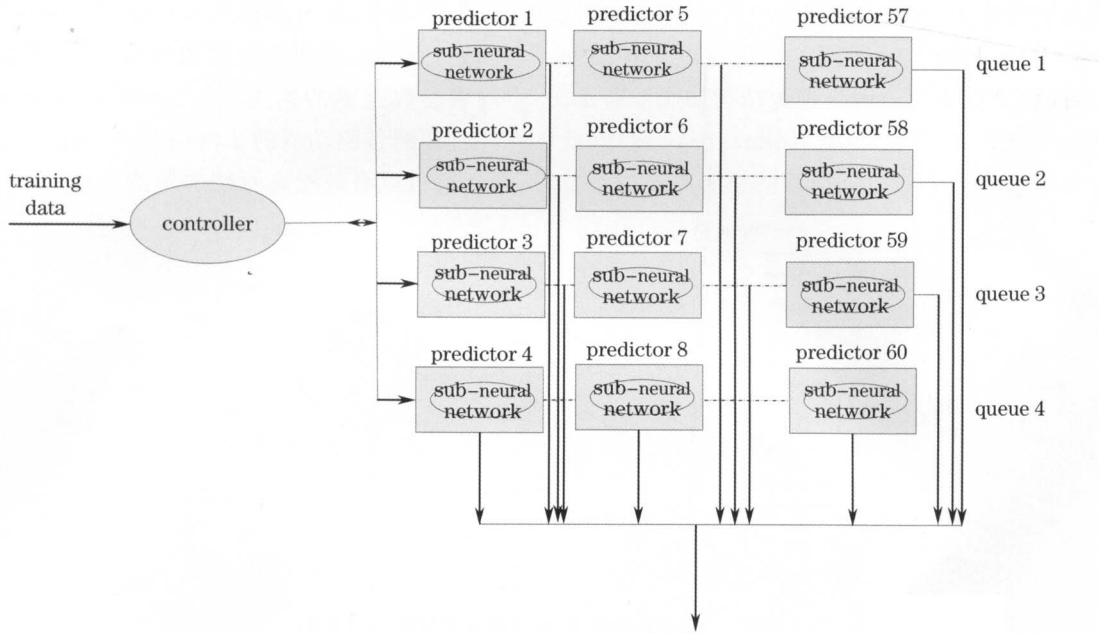 predictor 1
predictor 5
predictor 57
sub-neural
network
sub-neural
network
sub-neural
network
queue 1
predictor 2
predictor 6
predictor 58
sub-neural
network
sub-neural
network
sub-neural
network
queue 2
training
data
controller
predictor 3
predictor 7
predictor 59
sub-neural
network
sub-neural
network
sub-neural
network
queue 3
predictor 4
predictor 8
predictor 60
sub-neural
network
sub-neural
network
sub-neural
network
queue 4